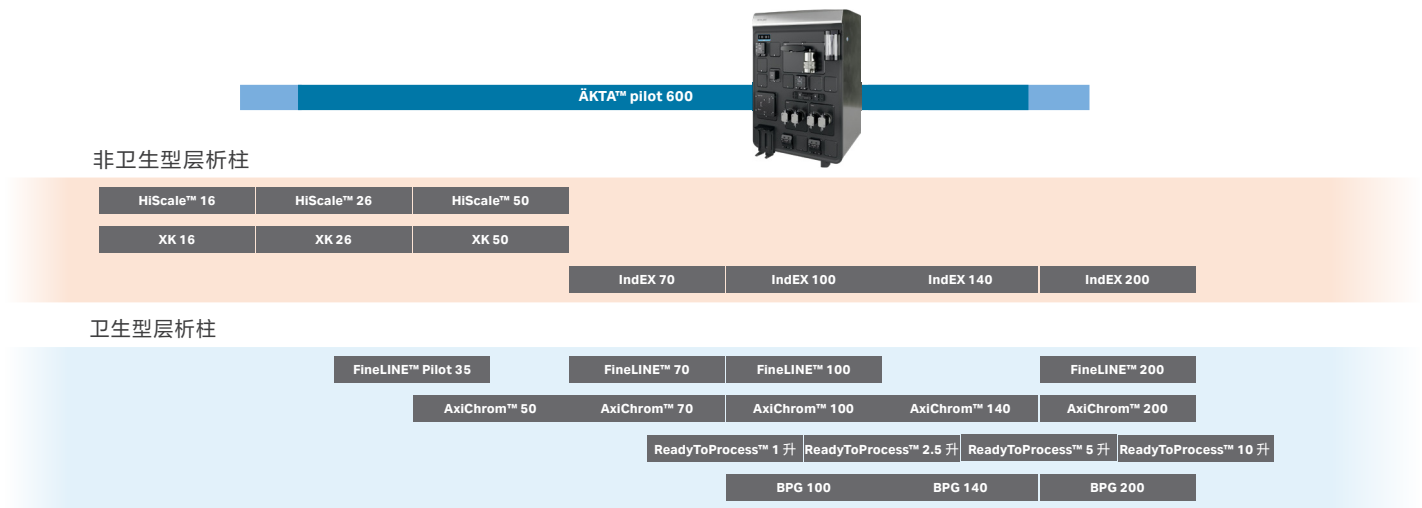 ÄKTA™ pilot 600
非卫生型层析柱
HiScale™ 16 HiScale™ 26 HiScale™ 50
XK 16 XK 26 XK 50
IndEX 70 IndEX 100 IndEX 140 IndEX 200
卫生型层析柱
FineLINE™ Pilot 35 FineLINE™ 70 FineLINE™ 100 FineLINE™ 200
AxiChrom™ 50 AxiChrom™ 70 AxiChrom™ 100 AxiChrom™ 140 AxiChrom™ 200
ReadyToProcess™ 1 升 ReadyToProcess™ 2.5 升 ReadyToProcess™ 5 升 ReadyToProcess™ 10 升
BPG 100 BPG 140 BPG 200